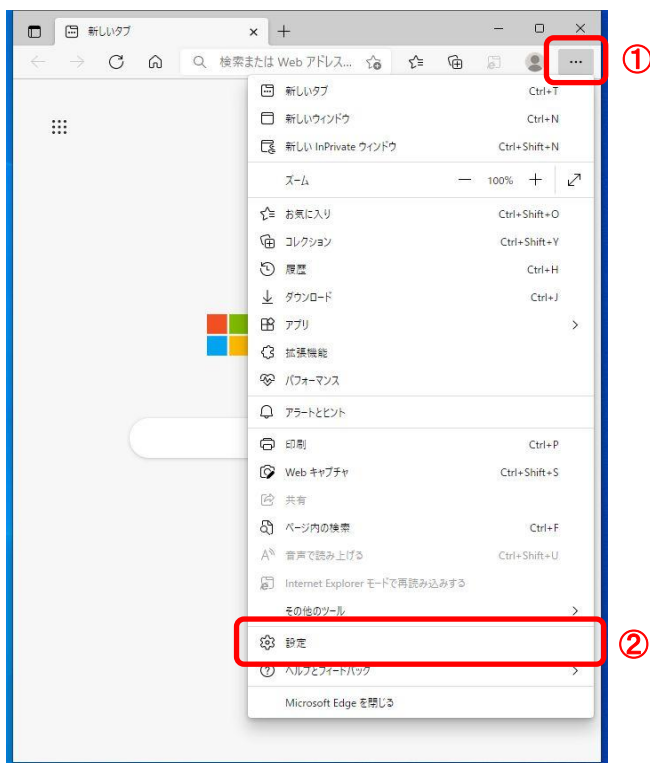 新しいタブ
検索または Web アドレス...
①
新しいタブ Ctrl+T
新しいウィンドウ Ctrl+N
新しい InPrivate ウィンドウ Ctrl+Shift+N
ズーム 100%
お気に入り Ctrl+Shift+O
コレクション Ctrl+Shift+Y
履歴 Ctrl+H
ダウンロード Ctrl+J
アプリ
拡張機能
パフォーマンス
アラートとヒント
印刷 Ctrl+P
Web キャプチャ Ctrl+Shift+S
共有
ページ内の検索 Ctrl+F
音声で読み上げる Ctrl+Shift+U
Internet Explorer モードで再読み込みする
その他のツール
設定
②
ヘルプとフィードバック
Microsoft Edge を閉じる